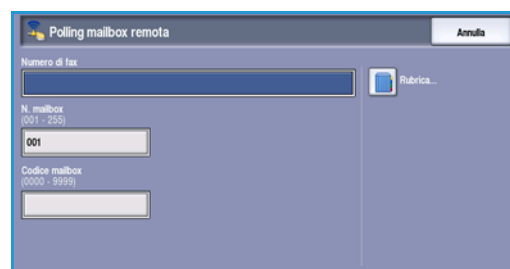 Polling mailbox remota
Annulla
Numero di fax
Rubrica...
N. mailbox
(001 - 255)
001
Codice mailbox
(0000 - 9999)